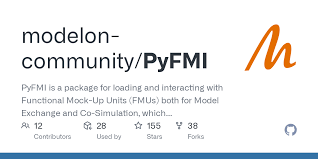 modelon-
community/PyFMI
PyFMI is a package for loading and interacting with
Functional Mock-Up Units (FMUs) both for Model
Exchange and Co-Simulation, which…
12
Contributors
28
Used by
155
Stars
38
Forks